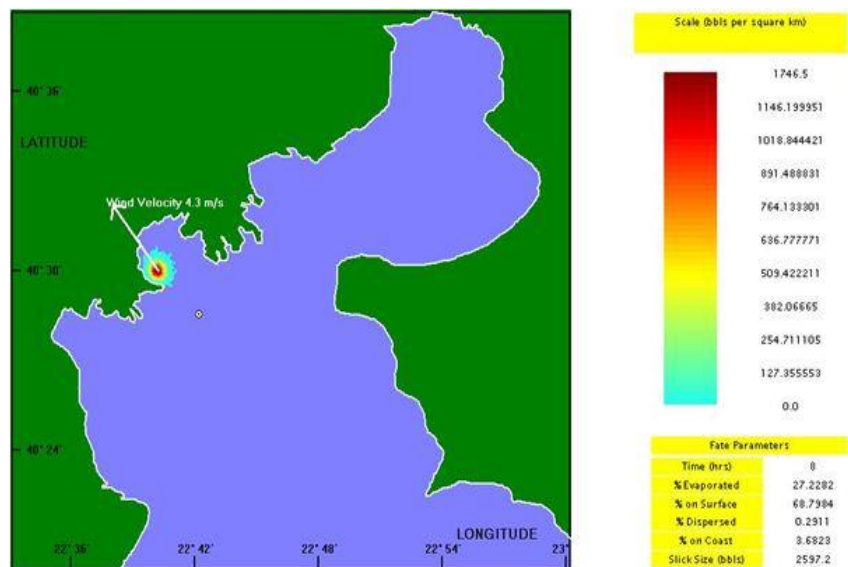 Scale (bbls per square km)
1746.5
1146.199951
1018.844421
891.488831
764.133301
636.777771
509.422211
382.06665
254.711105
127.355553
0.0
40° 36'
LATITUDE
Wind Velocity 4.3 m/s
40° 30'
40° 24'
LONGITUDE
22° 36'
22° 42'
22° 48'
22° 54'
23°
Fate Parameters
Time (hrs) 8
% Evaporated 27.2282
% on Surface 68.7984
% Dispersed 0.2911
% on Coast 3.6823
Slick Size (bbls) 2597.2